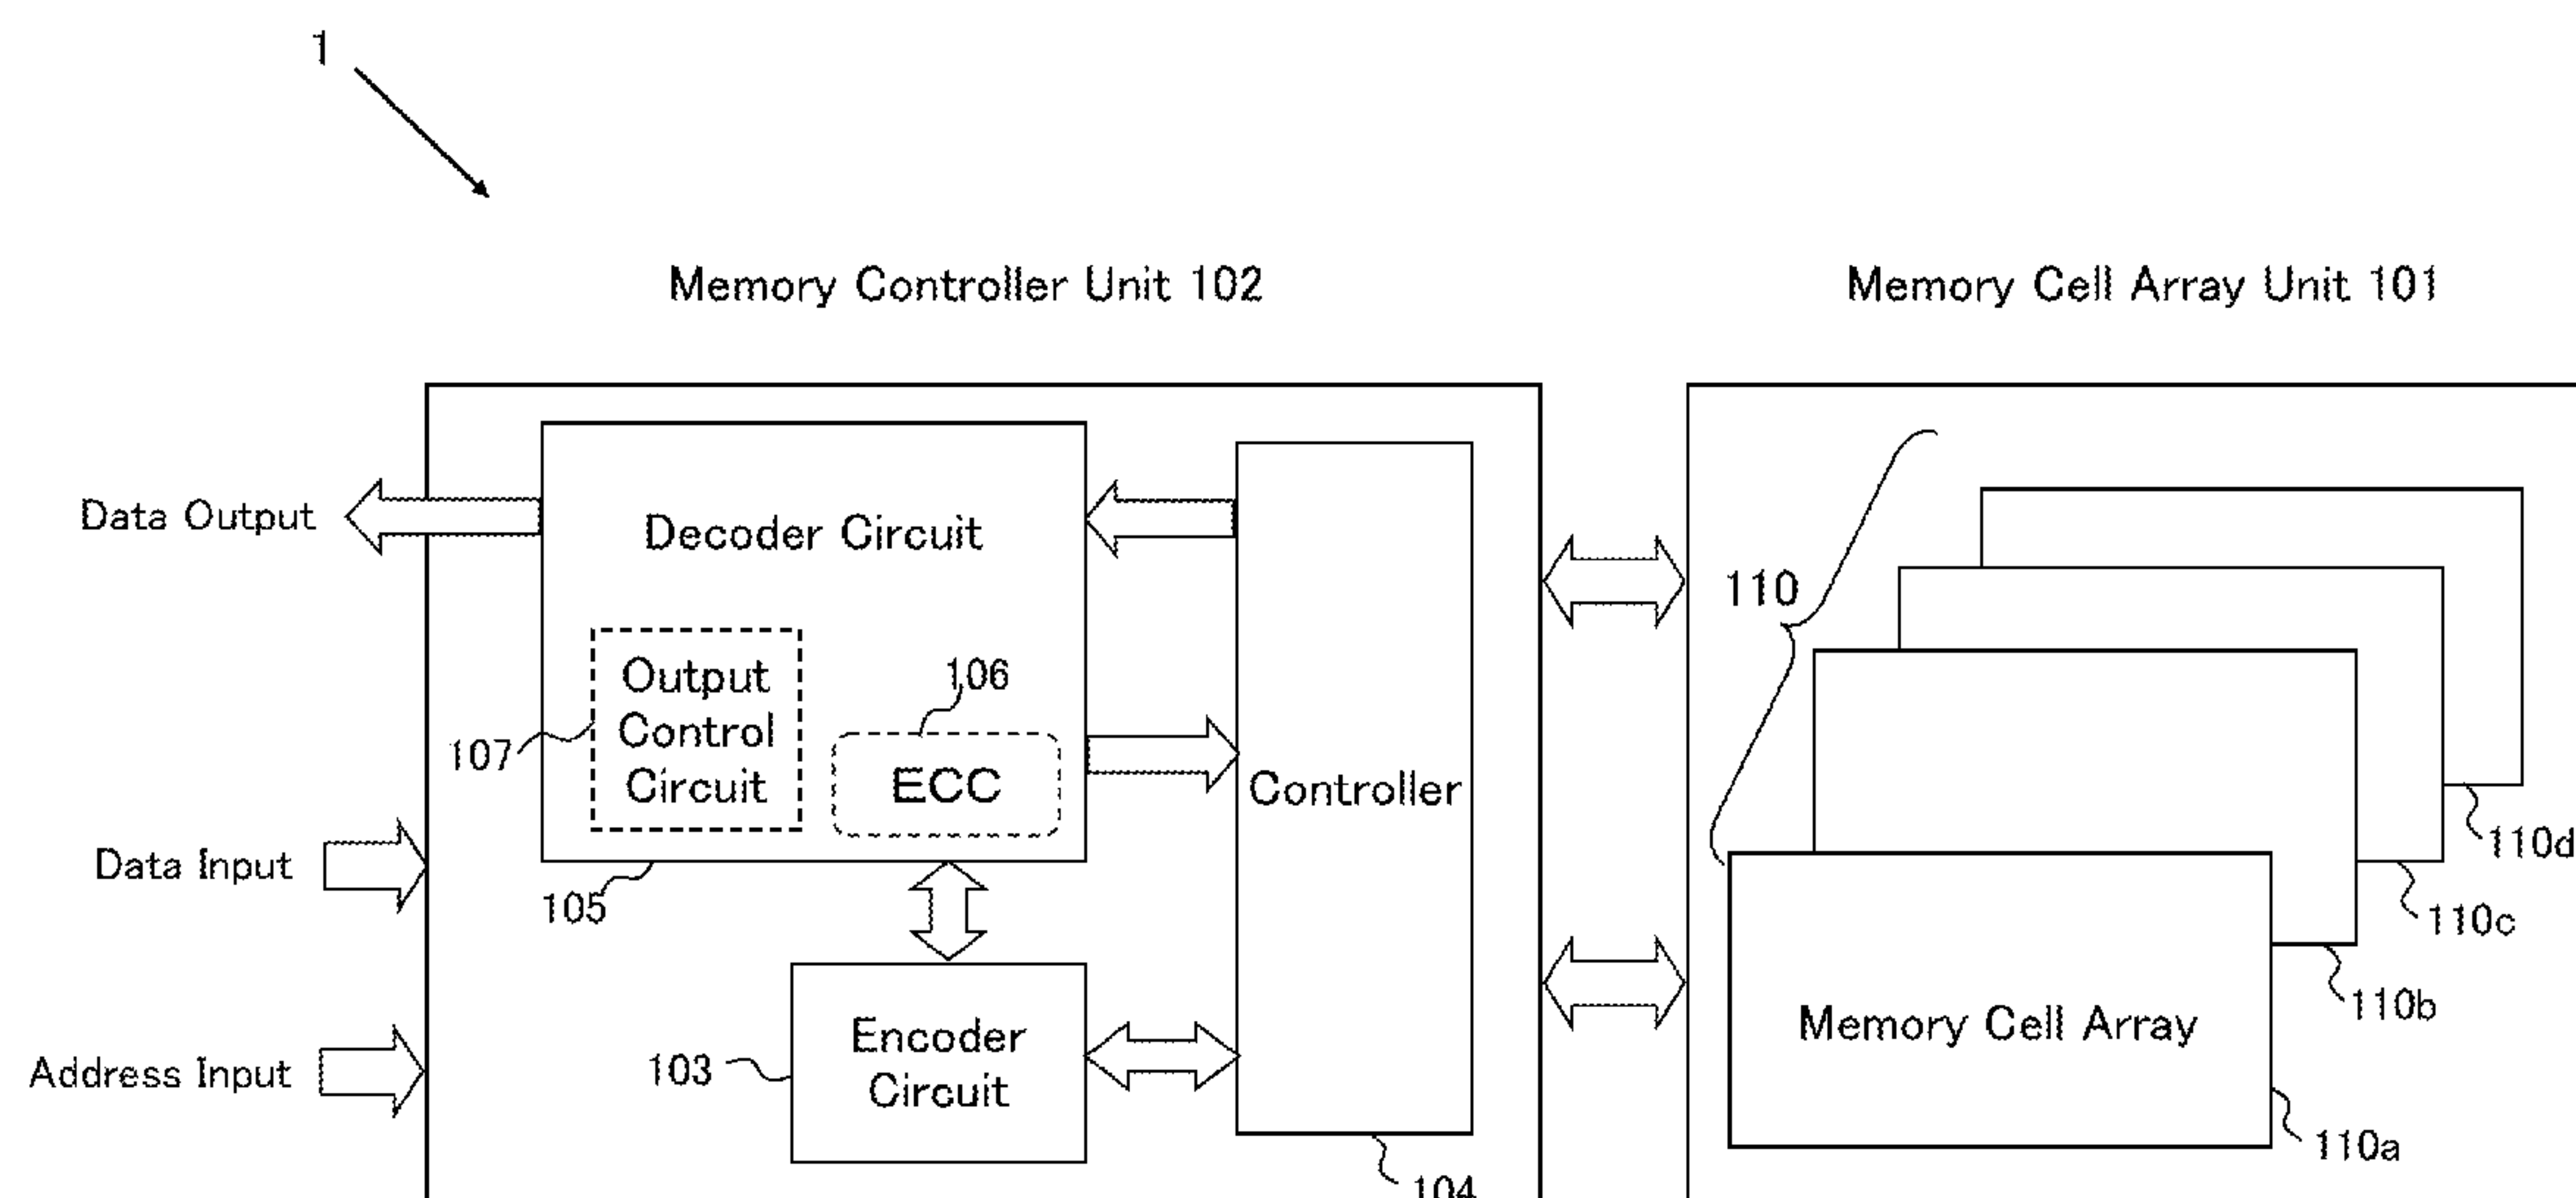 1
Memory Controller Unit 102
Memory Cell Array Unit 101
Data Output
Decoder Circuit
110
Output
Control
Circuit
106
107
ECC
Controller
Data Input
105
110d
110c
110b
Encoder
Circuit
103
Memory Cell Array
Address Input
110a
104